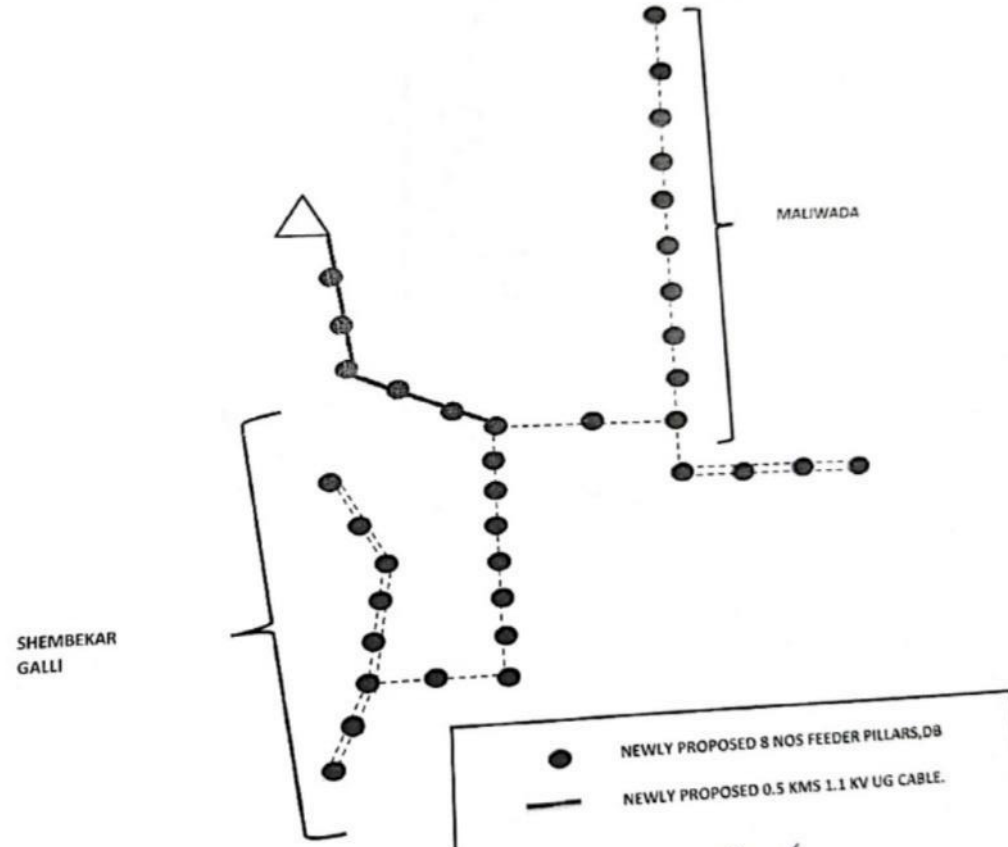 MALIWADA
SHEMBEKAR
GALLI
NEWLY PROPOSED 8 NOS FEEDER PILLARS,DB
NEWLY PROPOSED 0.5 KMS 1.1 KV UG CABLE.